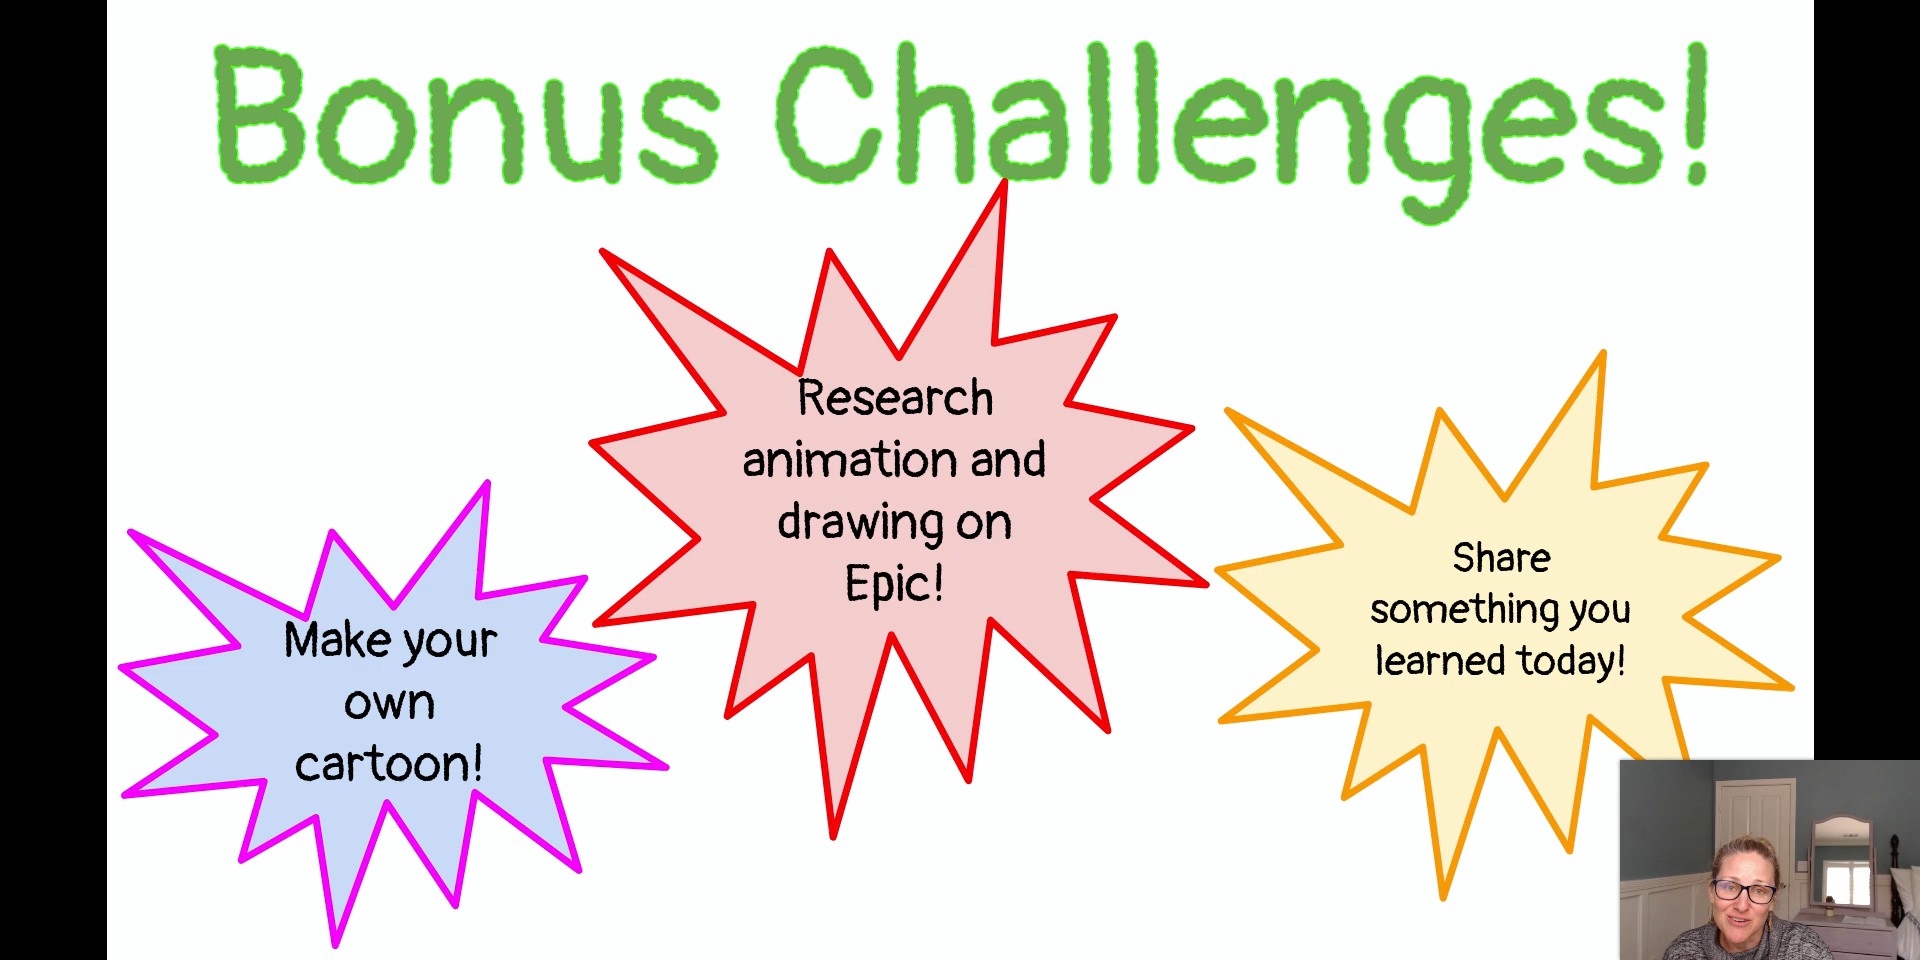 Bonus Challenges!
Make your
own
cartoon!
Research
animation and
drawing on
Epic!
Share
something you
learned today!